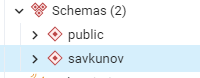 Schemas (2)
public
savkunov